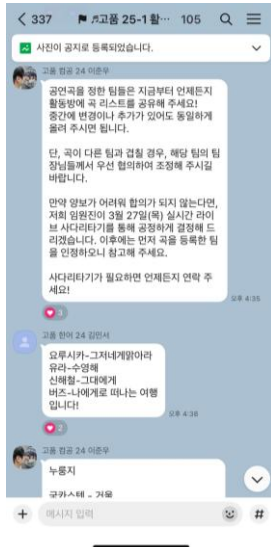 337
고풍 25-1 활… 105
사진이 공지로 등록되었습니다.
고풍 컴공 24 이준우
공연곡을 정한 팀들은 지금부터 언제든지
활동방에 곡 리스트를 공유해 주세요!
중간에 변경이나 추가가 있어도 동일하게
올려 주시면 됩니다.
단, 곡이 다른 팀과 겹칠 경우, 해당 팀의 팀
장님들께서 우선 협의하여 조정해 주시길
바랍니다.
만약 양보가 어려워 합의가 되지 않는다면,
저희 임원진이 3월 27일(목) 실시간 라이
브 사다리타기를 통해 공정하게 결정해 드
리겠습니다. 이후에는 먼저 곡을 등록한 팀
을 인정하오니 참고해 주세요.
사다리타기가 필요하면 언제든지 연락 주
세요!
3
오후 4:35
고풍 한어 24 김민서
요루시카-그저네게맑아라
유라-수영해
신해철-그대에게
버즈-나에게로 떠나는 여행
입니다!
2
오후 4:38
고풍 컴공 24 이준우
누룽지
국카스텐 - 거울
메시지 입력
#